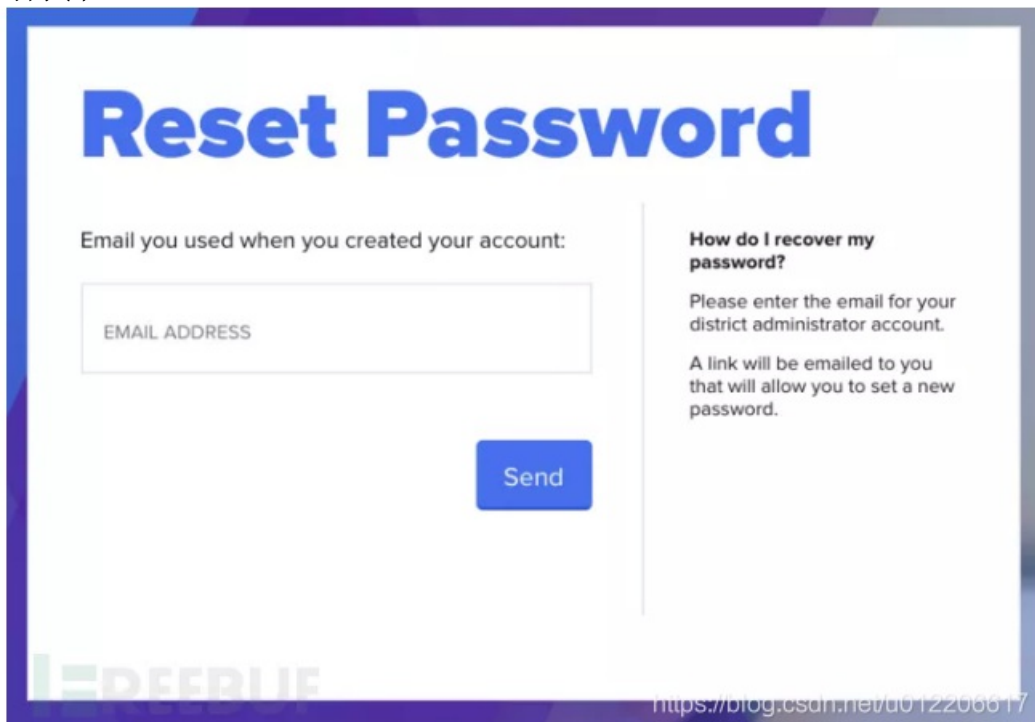 Reset Password
Email you used when you created your account:
EMAIL ADDRESS
Send
How do I recover my
password?
Please enter the email for your
district administrator account.
A link will be emailed to you
that will allow you to set a new
password.
REEBUF
https://blog.csdn.net/u012206617